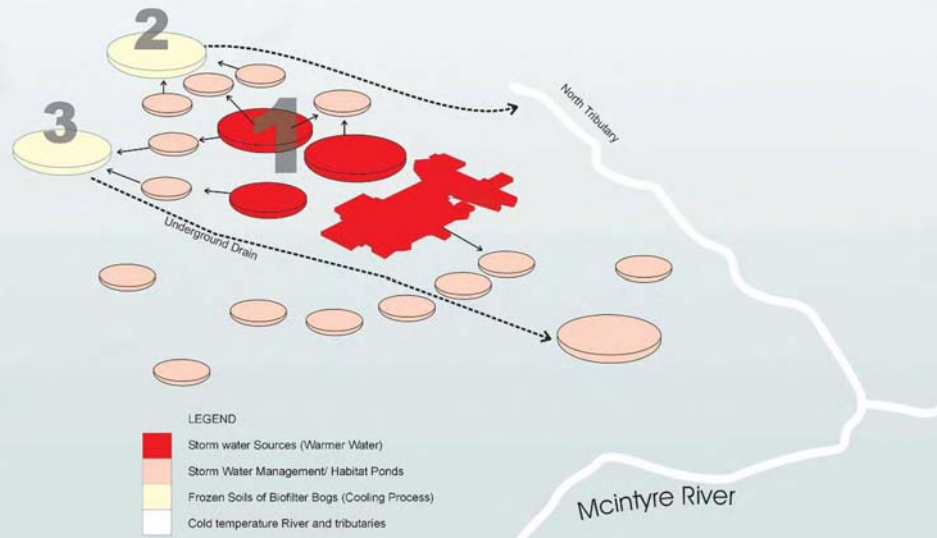 2
3
1
North Tributary
Underground Drain
LEGEND
Storm water Sources (Warmer Water)
Storm Water Management/ Habitat Ponds
Frozen Soils of Biofilter Bogs (Cooling Process)
Cold temperature River and tributaries
McIntyre River